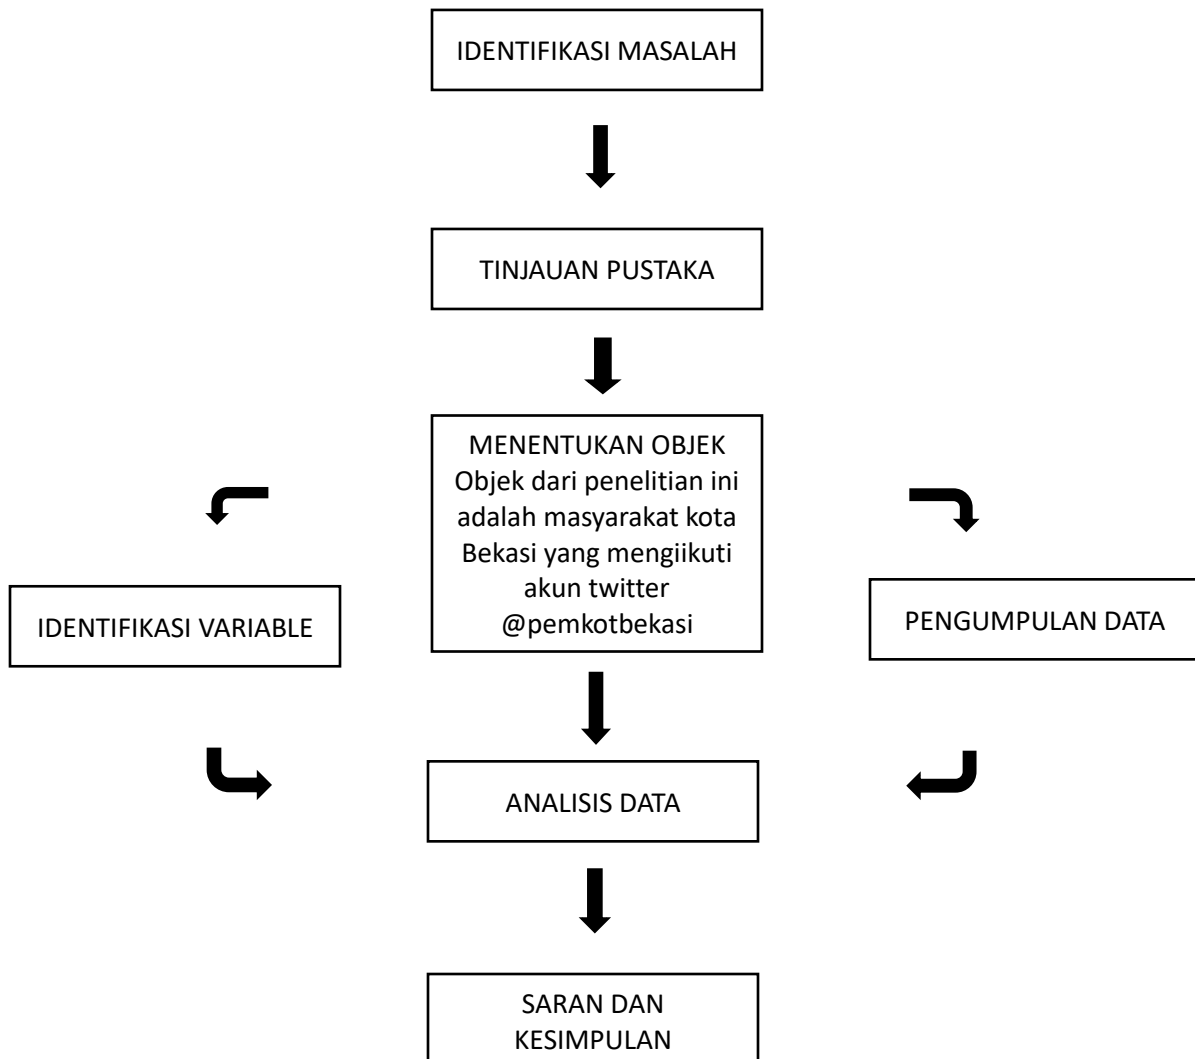 IDENTIFIKASI MASALAH
TINJAUAN PUSTAKA
MENENTUKAN OBJEK
Objek dari penelitian ini
adalah masyarakat kota
Bekasi yang mengiikuti
akun twitter
@pemkotbekasi
IDENTIFIKASI VARIABLE
PENGUMPULAN DATA
ANALISIS DATA
SARAN DAN
KESIMPULAN